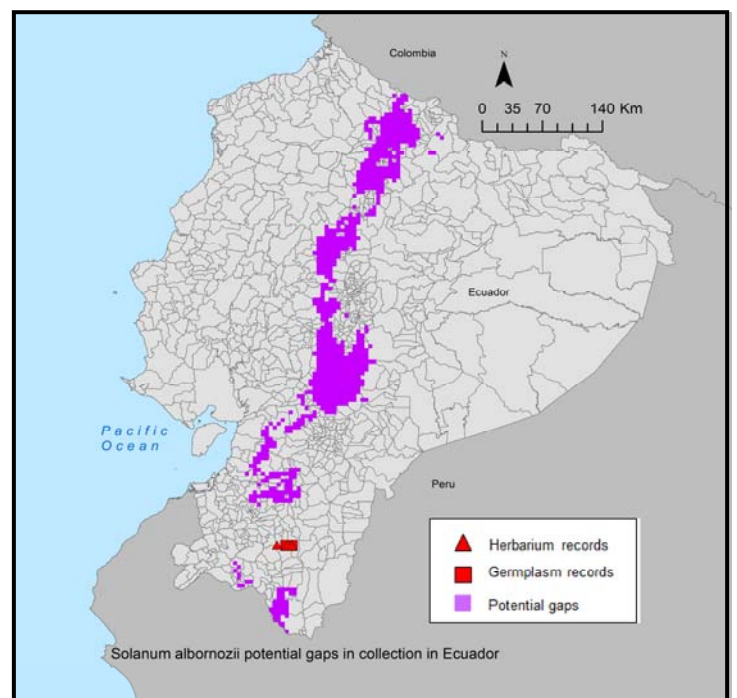 Colombia
N
0 35 70 140 Km
Ecuador
Pacific
Ocean
Peru
Herbarium records
Germplasm records
Potential gaps
Solanum albornozii potential gaps in collection in Ecuador